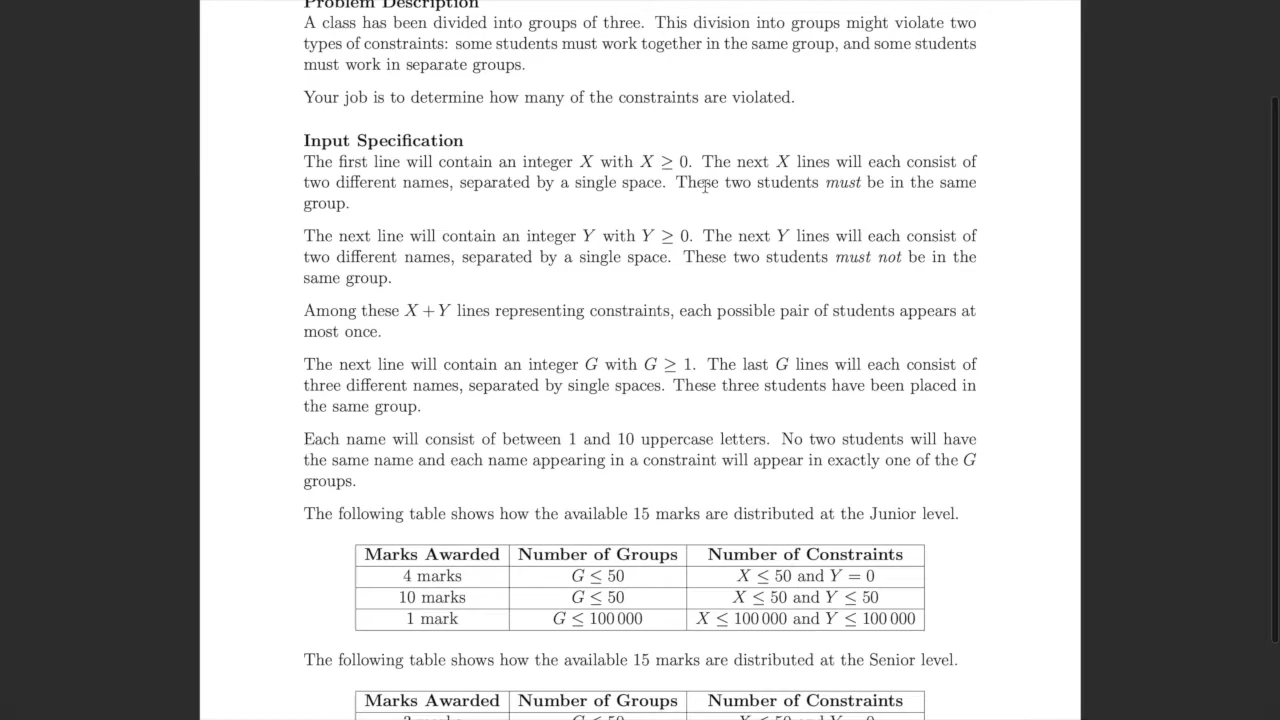 Problem Description
A class has been divided into groups of three. This division into groups might violate two
types of constraints: some students must work together in the same group, and some students
must work in separate groups.
Your job is to determine how many of the constraints are violated.
Input Specification
The first line will contain an integer X with X ≥ 0. The next X lines will each consist of
two different names, separated by a single space. These two students must be in the same
group.
The next line will contain an integer Y with Y ≥ 0. The next Y lines will each consist of
two different names, separated by a single space. These two students must not be in the
same group.
Among these X + Y lines representing constraints, each possible pair of students appears at
most once.
The next line will contain an integer G with G ≥ 1. The last G lines will each consist of
three different names, separated by single spaces. These three students have been placed in
the same group.
Each name will consist of between 1 and 10 uppercase letters. No two students will have
the same name and each name appearing in a constraint will appear in exactly one of the G
groups.
The following table shows how the available 15 marks are distributed at the Junior level.
Marks Awarded Number of Groups Number of Constraints
4 marks G ≤ 50 X ≤ 50 and Y = 0
10 marks G ≤ 50 X ≤ 50 and Y ≤ 50
1 mark G ≤ 100 000 X ≤ 100 000 and Y ≤ 100 000
The following table shows how the available 15 marks are distributed at the Senior level.
Marks Awarded Number of Groups Number of Constraints